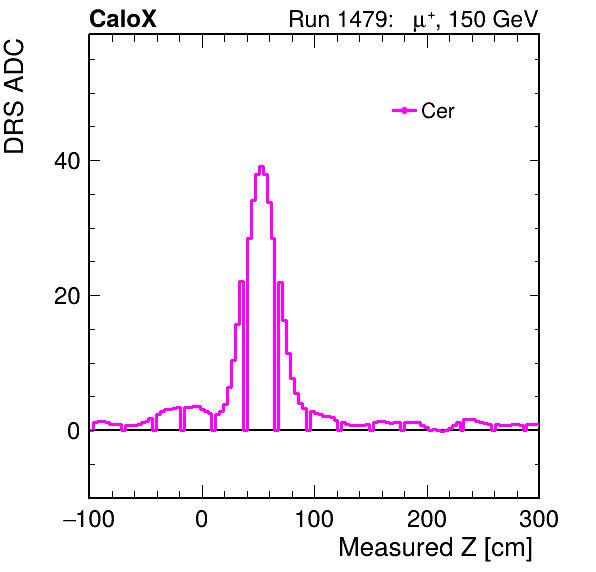 CaloX Run 1479: μ⁺, 150 GeV
DRS ADC
Cer
40
20
0
−100 0 100 200 300
Measured Z [cm]